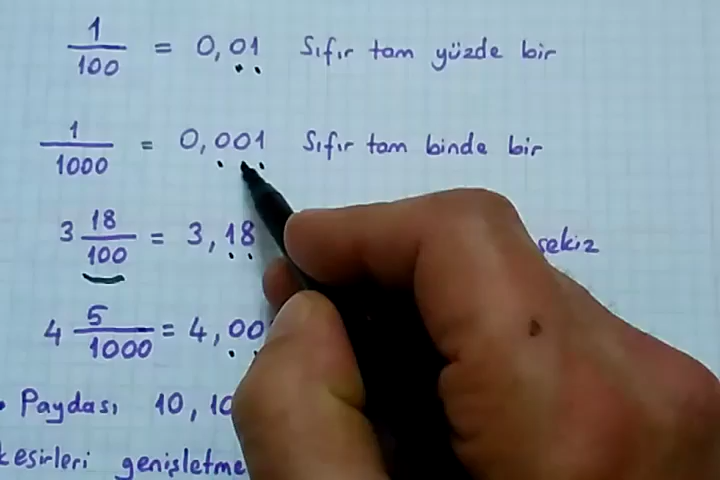 1/100 = 0,01 Sıfır tam yüzde bir
1/1000 = 0,001 Sıfır tam binde bir
3 18/100 = 3,18 sekiz
4 5/1000 = 4,00
• Paydası 10, 10
kesirleri genişletme